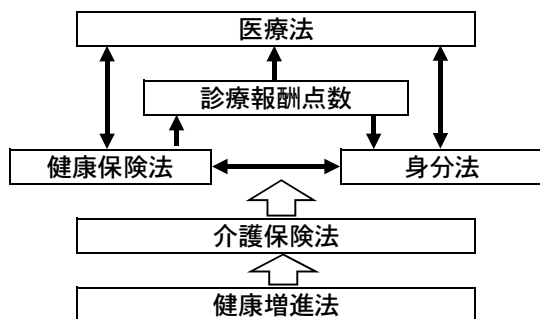 医療法
診療報酬点数
健康保険法
身分法
介護保険法
健康増進法